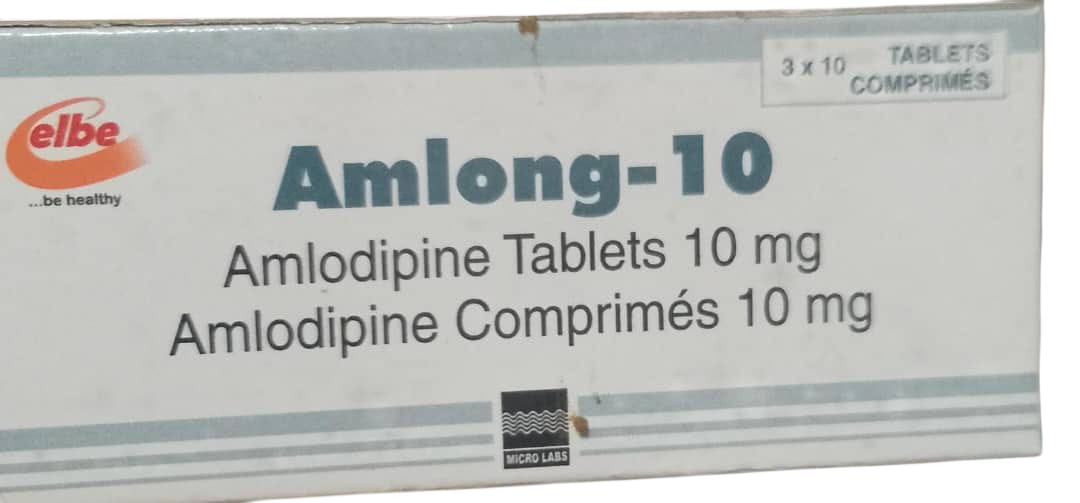 3 x 10 TABLETS
COMPRIMÉS
elbe
...be healthy
Amlong-10
Amlodipine Tablets 10 mg
Amlodipine Comprimés 10 mg
MICRO LABS